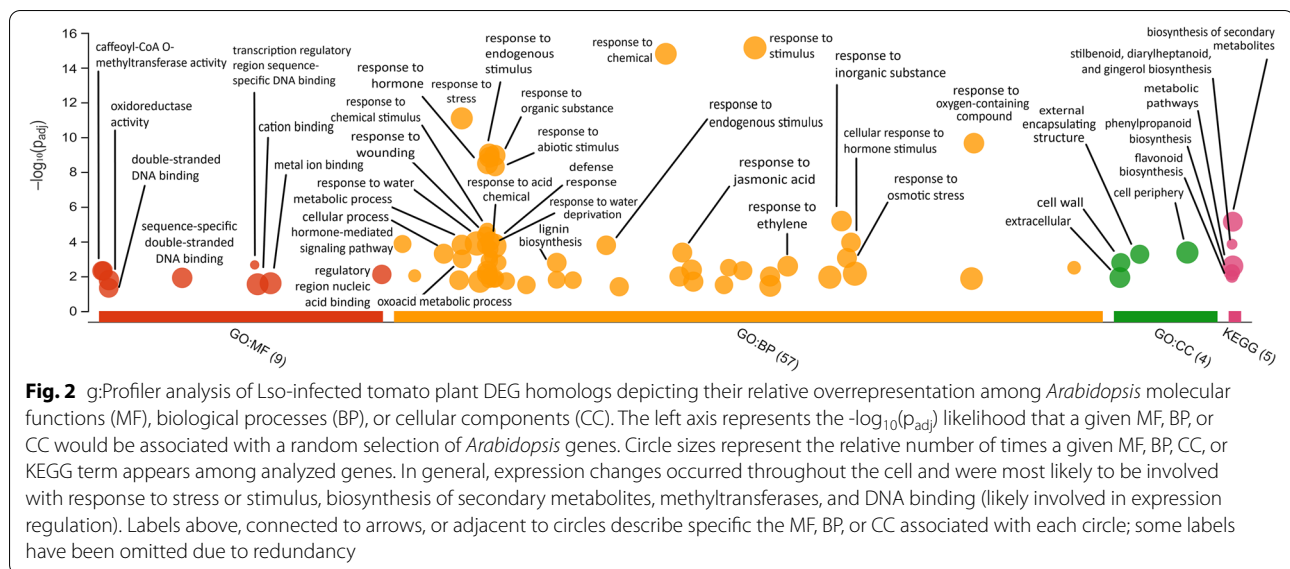 biosynthesis of secondary
metabolites
caffeoyl-CoA O-
methyltransferase activity
transcription regulatory
region sequence-
specific DNA binding
response to
endogenous
stimulus
response to
chemical
response to
stimulus
response to
inorganic substance
stilbenoid, diarylheptanoid,
and gingerol biosynthesis
response to
hormone
response to
stress
response to
organic substance
oxidoreductase
activity
cation binding
response to
chemical stimulus
response to
abiotic stimulus
response to
endogenous stimulus
response to
oxygen-containing
compound
external
encapsulating
structure
metabolic
pathways
phenylpropanoid
biosynthesis
double-stranded
DNA binding
metal ion binding
response to
wounding
cellular response to
hormone stimulus
flavonoid
biosynthesis
response to water
response to acid
chemical
defense
response
response to
jasmonic acid
response to
osmotic stress
cell periphery
metabolic process
cellular process
response to water
deprivation
response to
ethylene
cell wall
extracellular
sequence-specific
double-stranded
DNA binding
hormone-mediated
signaling pathway
lignin
biosynthesis
regulatory
region nucleic
acid binding
oxoacid metabolic process
-log10(padj)
16
14
12
10
8
6
4
2
0
GO:MF (9)
GO:BP (57)
GO:CC (4)
KEGG (5)
Fig. 2 g:Profiler analysis of Lso-infected tomato plant DEG homologs depicting their relative overrepresentation among Arabidopsis molecular
functions (MF), biological processes (BP), or cellular components (CC). The left axis represents the -log10(padj) likelihood that a given MF, BP, or
CC would be associated with a random selection of Arabidopsis genes. Circle sizes represent the relative number of times a given MF, BP, CC, or
KEGG term appears among analyzed genes. In general, expression changes occurred throughout the cell and were most likely to be involved
with response to stress or stimulus, biosynthesis of secondary metabolites, methyltransferases, and DNA binding (likely involved in expression
regulation). Labels above, connected to arrows, or adjacent to circles describe specific the MF, BP, or CC associated with each circle; some labels
have been omitted due to redundancy